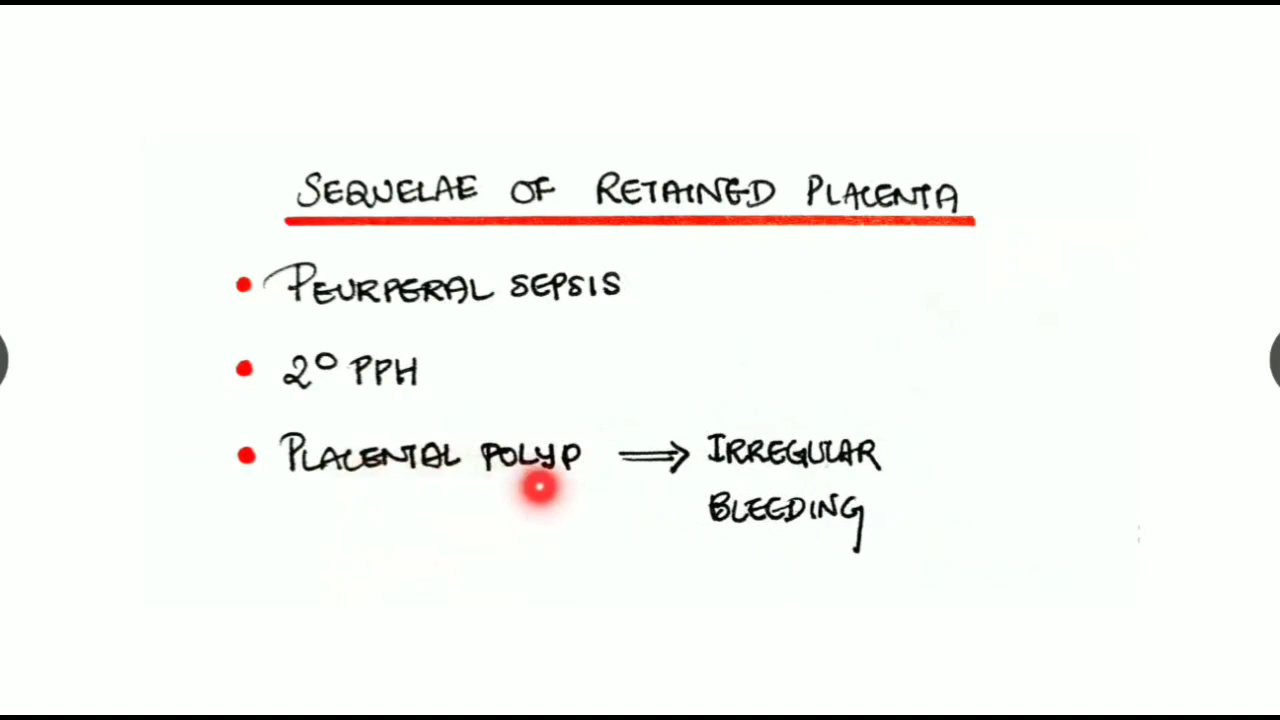 SEQUELAE OF RETAINED PLACENTA
• PEURPERAL SEPSIS
• 2° PPH
• PLACENTAL POLYP ⟹ IRREGULAR
BLEEDING